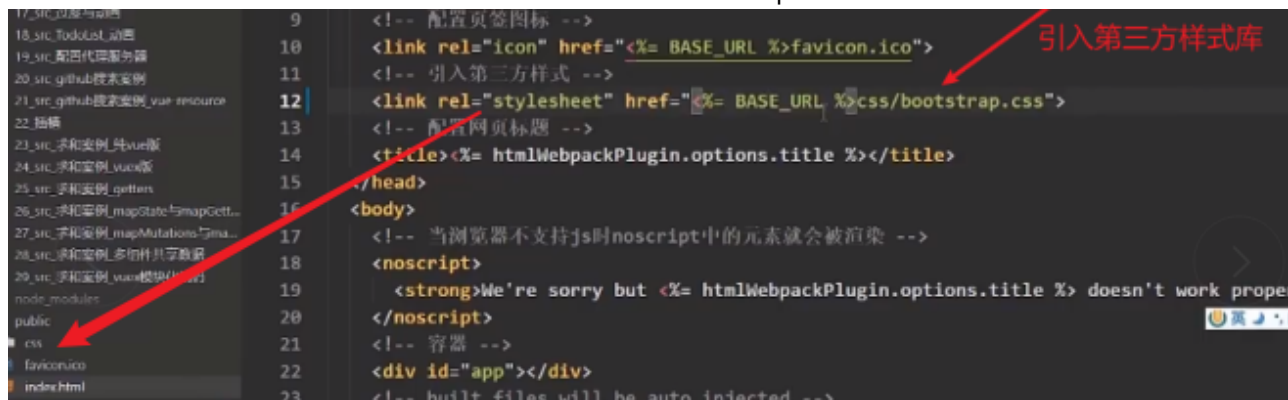 17_src_过度与动画
18_src_TodoList_动画
19_src_配置代理服务器
20_src_github搜索案例
21_src_github搜索案例_vue-resource
22_插槽
23_src_求和案例_纯vue版
24_src_求和案例_vuex版
25_src_求和案例_getters
26_src_求和案例_mapState与mapGett...
27_src_求和案例_mapMutations与ma...
28_src_求和案例_多组件共享数据
29_src_求和案例_vuex模块化
node_modules
public
css
favicon.ico
index.html
9 <!-- 配置页签图标 -->
10 <link rel="icon" href="<%= BASE_URL %>favicon.ico">
11 <!-- 引入第三方样式 -->
12 <link rel="stylesheet" href="<%= BASE_URL %>css/bootstrap.css">
13 <!-- 配置网页标题 -->
14 <title><%= htmlWebpackPlugin.options.title %></title>
15 </head>
16 <body>
17 <!-- 当浏览器不支持js时noscript中的元素就会被渲染 -->
18 <noscript>
19 <strong>We're sorry but <%= htmlWebpackPlugin.options.title %> doesn't work prope
20 </noscript>
21 <!-- 容器 -->
22 <div id="app"></div>
23 <!-- built files will be auto injected -->
引入第三方样式库
英